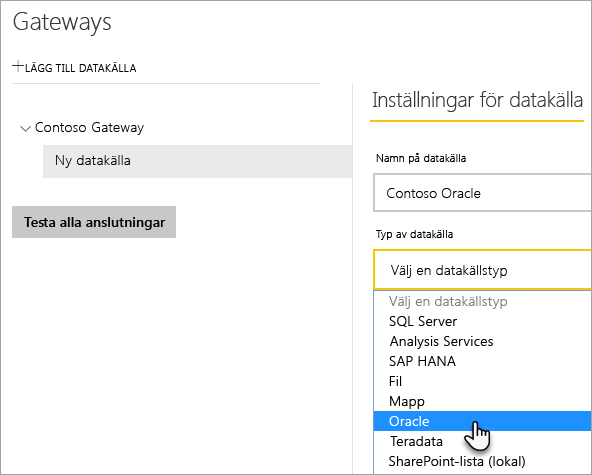 Gateways
+LÄGG TILL DATAKÄLLA
Contoso Gateway
Ny datakälla
Testa alla anslutningar
Inställningar för datakälla
Namn på datakälla
Contoso Oracle
Typ av datakälla
Välj en datakällstyp
Välj en datakällstyp
SQL Server
Analysis Services
SAP HANA
Fil
Mapp
Oracle
Teradata
SharePoint-lista (lokal)